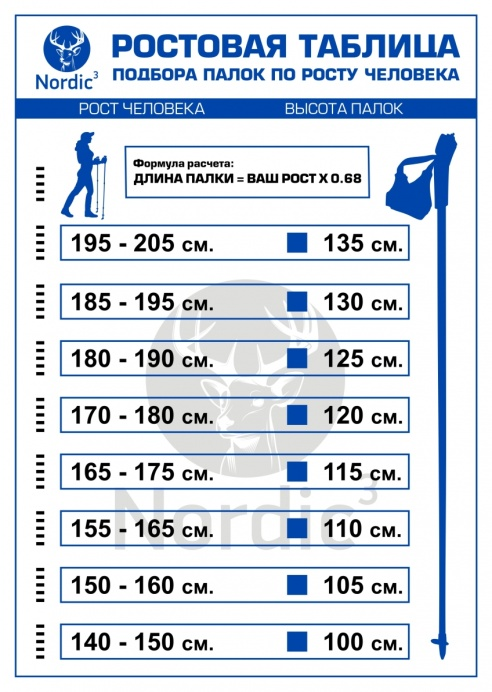 Nordic³
РОСТОВАЯ ТАБЛИЦА
ПОДБОРА ПАЛОК ПО РОСТУ ЧЕЛОВЕКА
РОСТ ЧЕЛОВЕКА ВЫСОТА ПАЛОК
Формула расчета:
ДЛИНА ПАЛКИ = ВАШ РОСТ X 0.68
195 - 205 см. 135 см.
185 - 195 см. 130 см.
180 - 190 см. 125 см.
170 - 180 см. 120 см.
165 - 175 см. 115 см.
Nordic³
155 - 165 см. 110 см.
150 - 160 см. 105 см.
140 - 150 см. 100 см.